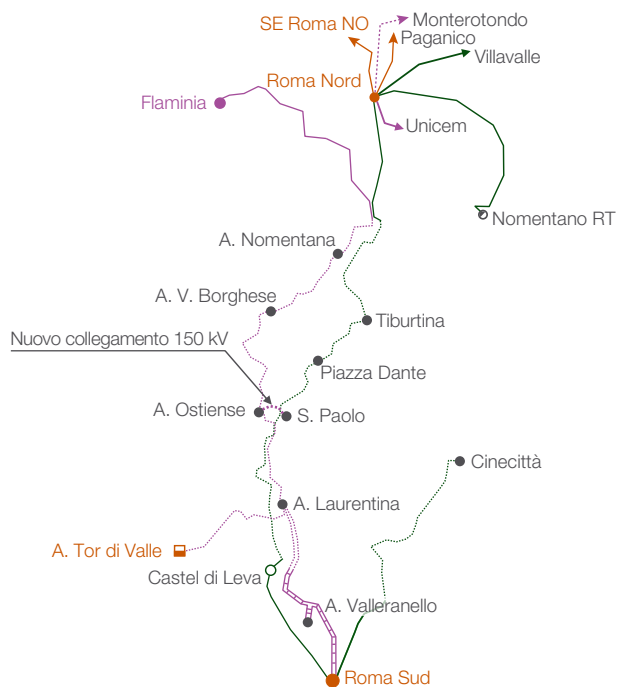 Monterotondo
SE Roma NO
Paganico
Villavalle
Roma Nord
Flaminia
Unicem
Nomentano RT
A. Nomentana
A. V. Borghese
Tiburtina
Nuovo collegamento 150 kV
Piazza Dante
A. Ostiense
S. Paolo
Cinecittà
A. Laurentina
A. Tor di Valle
Castel di Leva
A. Valleranello
Roma Sud